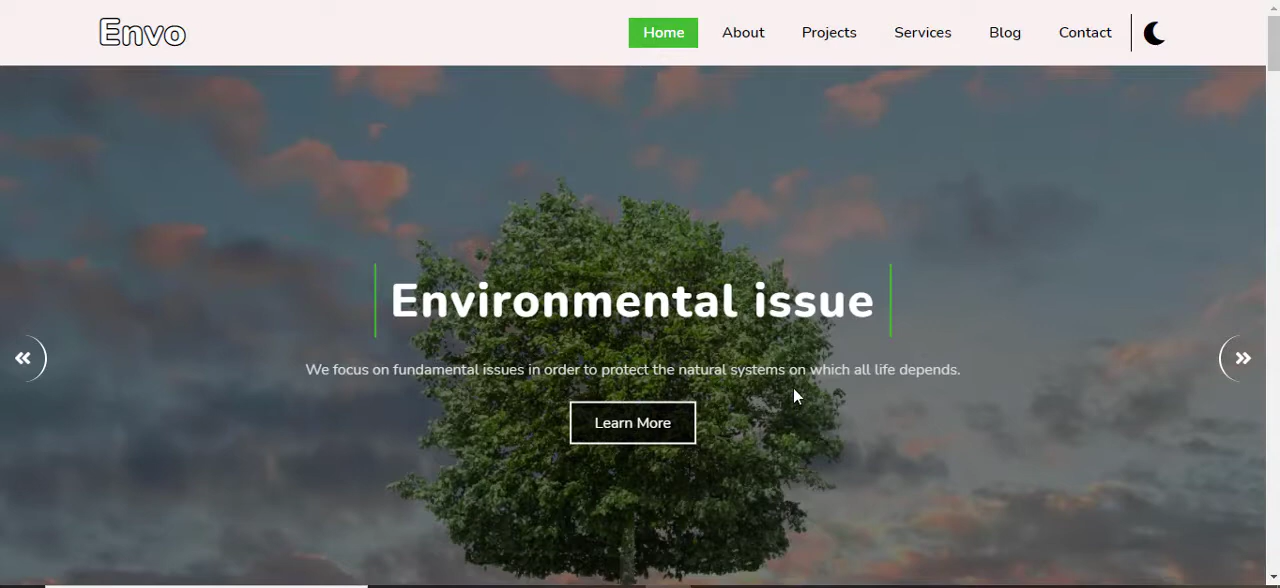 Envo
Home About Projects Services Blog Contact
Environmental issue
We focus on fundamental issues in order to protect the natural systems on which all life depends.
Learn More